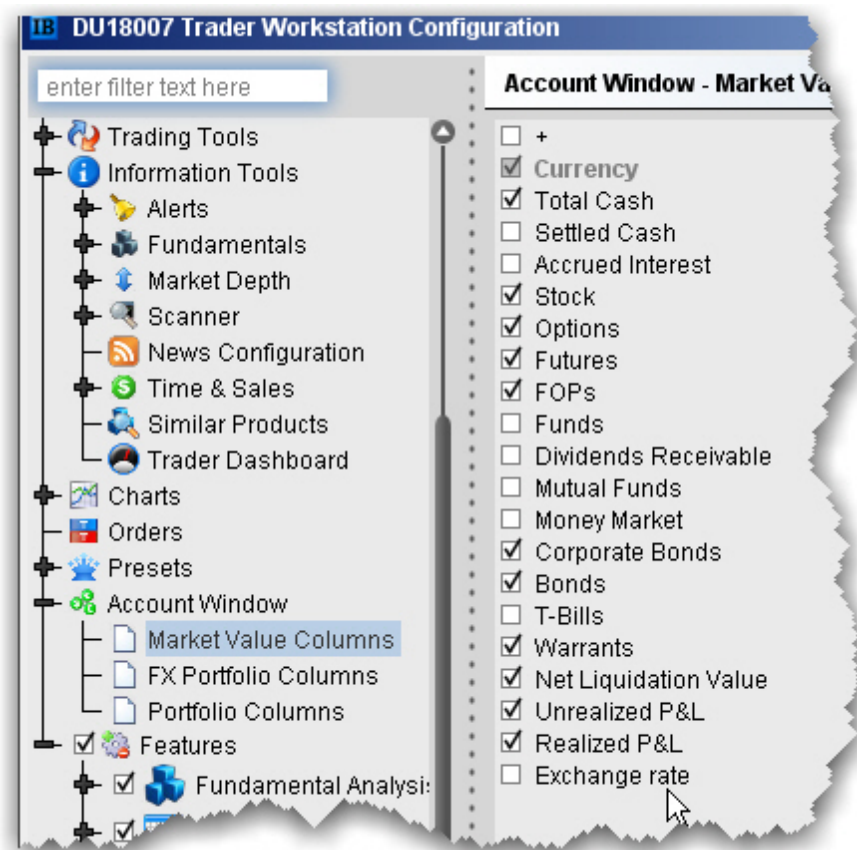 IB DU18007 Trader Workstation Configuration
enter filter text here
Trading Tools
Information Tools
Alerts
Fundamentals
Market Depth
Scanner
News Configuration
Time & Sales
Similar Products
Trader Dashboard
Charts
Orders
Presets
Account Window
Market Value Columns
FX Portfolio Columns
Portfolio Columns
Features
Fundamental Analysi
Account Window - Market Va
+
Currency
Total Cash
Settled Cash
Accrued Interest
Stock
Options
Futures
FOPs
Funds
Dividends Receivable
Mutual Funds
Money Market
Corporate Bonds
Bonds
T-Bills
Warrants
Net Liquidation Value
Unrealized P&L
Realized P&L
Exchange rate